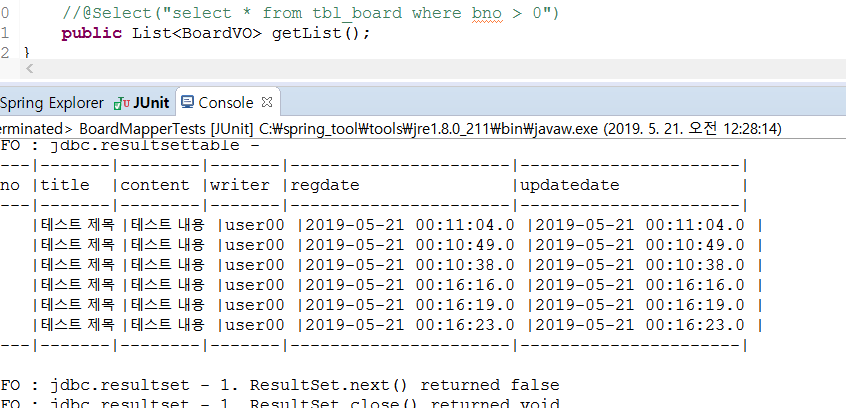 0 //@Select("select * from tbl_board where bno > 0")
1 public List<BoardVO> getList();
2 }
Spring Explorer JUnit Console
erminated> BoardMapperTests [JUnit] C:₩spring_tool₩tools₩jre1.8.0_211₩bin₩javaw.exe (2019. 5. 21. 오전 12:28:14)
FO : jdbc.resultsettable -
---|-------|--------|-------|----------------------|----------------------|
no |title |content |writer |regdate |updatedate |
---|-------|--------|-------|----------------------|----------------------|
|테스트 제목 |테스트 내용 |user00 |2019-05-21 00:11:04.0 |2019-05-21 00:11:04.0 |
|테스트 제목 |테스트 내용 |user00 |2019-05-21 00:10:49.0 |2019-05-21 00:10:49.0 |
|테스트 제목 |테스트 내용 |user00 |2019-05-21 00:10:38.0 |2019-05-21 00:10:38.0 |
|테스트 제목 |테스트 내용 |user00 |2019-05-21 00:16:16.0 |2019-05-21 00:16:16.0 |
|테스트 제목 |테스트 내용 |user00 |2019-05-21 00:16:19.0 |2019-05-21 00:16:19.0 |
|테스트 제목 |테스트 내용 |user00 |2019-05-21 00:16:23.0 |2019-05-21 00:16:23.0 |
---|-------|--------|-------|----------------------|----------------------|
FO : jdbc.resultset - 1. ResultSet.next() returned false
FO : jdbc.resultset - 1. ResultSet.close() returned void